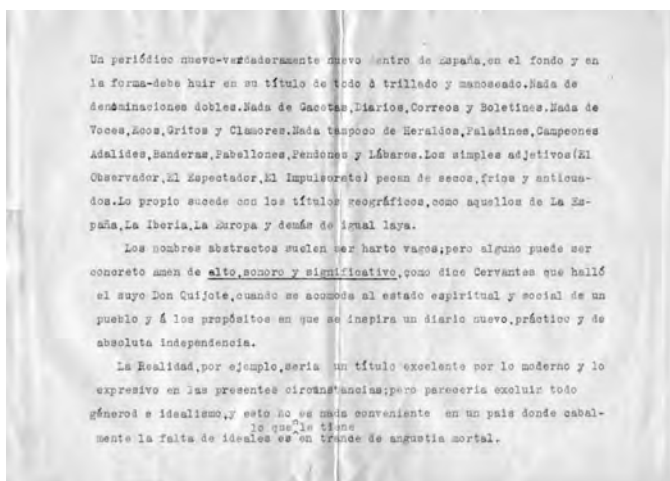 Un periódico nuevo-verdaderamente nuevo dentro de España,en el fondo y en
la forma-debe huir en su título de todo ó trillado y manoseado.Nada de
denominaciones dobles.Nada de Gacetas,Diarios,Correos y Boletines.Nada de
Voces,Ecos,Gritos y Clamores.Nada tampoco de Heraldos,Paladines,Campeones
Adalides,Banderas,Pabellones,Pendones y Lábaros.Los simples adjetivos(El
Observador,El Espectador,El Impulsoretc) pecan de secos,frios y anticua-
dos.Lo propio sucede con los títulos geográficos,como aquellos de La Es-
paña,La Iberia,La Europa y demás de igual laya.
Los nombres abstractos suelen ser harto vagos;pero alguno puede ser
concreto amen de alto,sonoro y significativo,como dice Cervantes que halló
el suyo Don Quijote,cuando se acomoda al estado espiritual y social de un
pueblo y á los propósitos en que se inspira un diario nuevo,práctico y de
absoluta independencia.
La Realidad,por ejemplo,seria un título excelente por lo moderno y lo
expresivo en las presentes circunstancias;pero pareceria excluir todo
génerod e idealismo,y esto no es nada conveniente en un pais donde cabal-
lo que le tiene
mente la falta de ideales es en trance de angustia mortal.